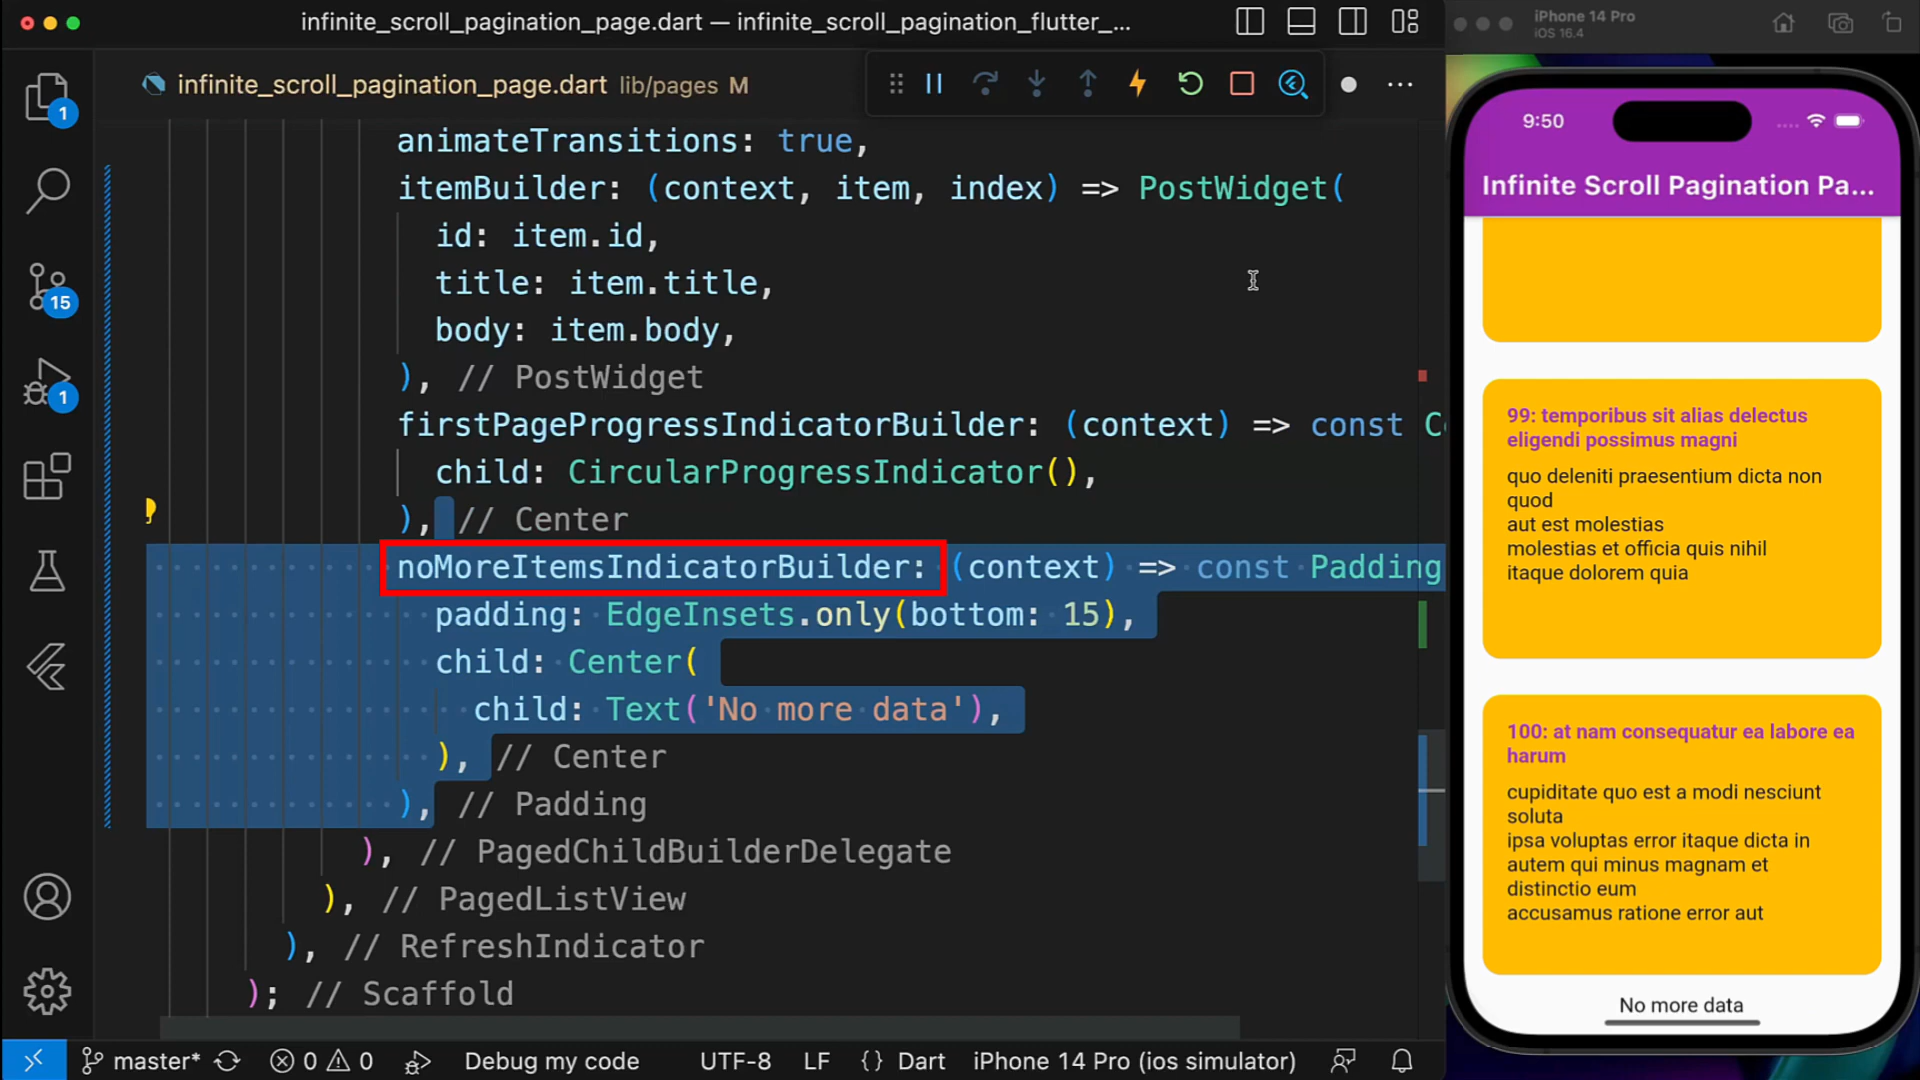 infinite_scroll_pagination_page.dart — infinite_scroll_pagination_flutter_...
infinite_scroll_pagination_page.dart lib/pages M
animateTransitions: true,
itemBuilder: (context, item, index) => PostWidget(
id: item.id,
title: item.title,
body: item.body,
), // PostWidget
firstPageProgressIndicatorBuilder: (context) => const Ce
child: CircularProgressIndicator(),
), // Center
noMoreItemsIndicatorBuilder: (context) => const Padding
padding: EdgeInsets.only(bottom: 15),
child: Center(
child: Text('No more data'),
), // Center
), // Padding
), // PagedChildBuilderDelegate
), // PagedListView
), // RefreshIndicator
); // Scaffold
1
15
1
master* 0 0 Debug my code UTF-8 LF {} Dart iPhone 14 Pro (ios simulator)
iPhone 14 Pro
iOS 16.4
9:50
Infinite Scroll Pagination Pa...
99: temporibus sit alias delectus
eligendi possimus magni
quo deleniti praesentium dicta non
quod
aut est molestias
molestias et officia quis nihil
itaque dolorem quia
100: at nam consequatur ea labore ea
harum
cupiditate quo est a modi nesciunt
soluta
ipsa voluptas error itaque dicta in
autem qui minus magnam et
distinctio eum
accusamus ratione error aut
No more data